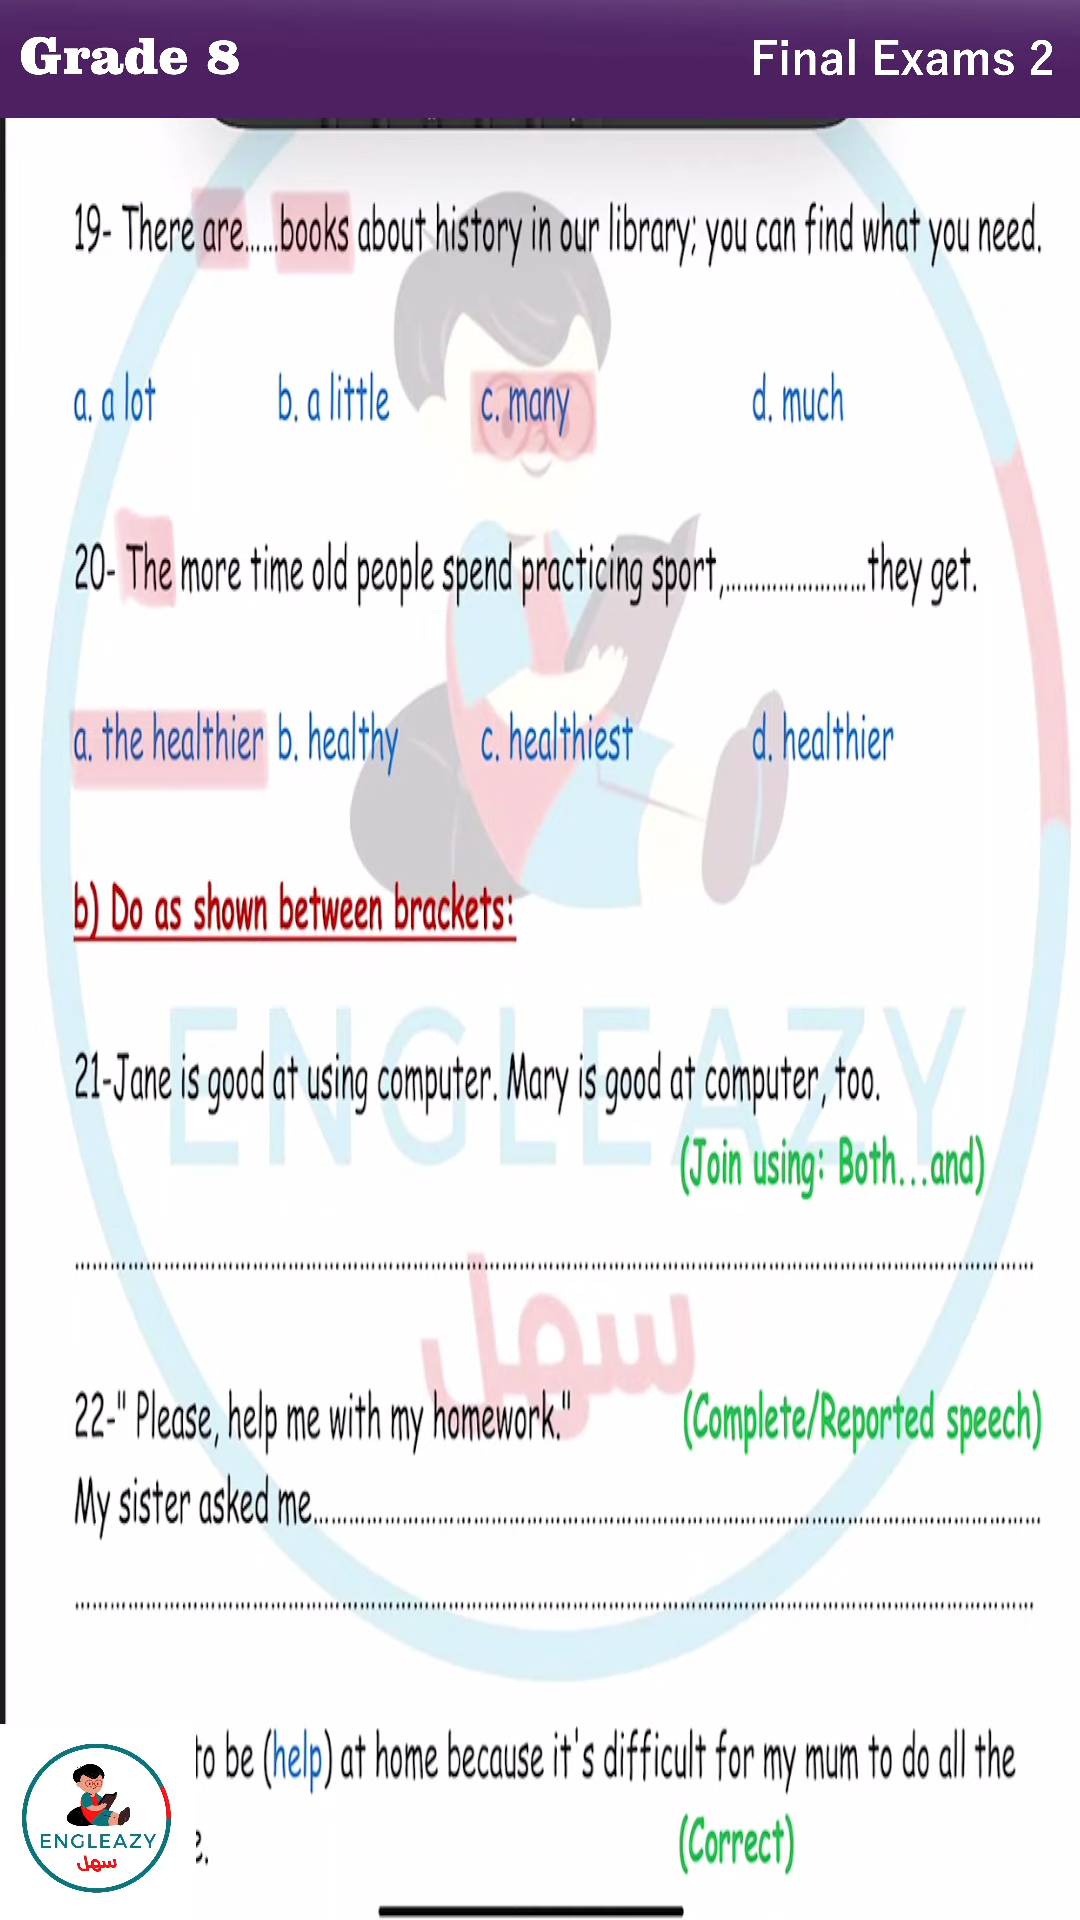 Grade 8
Final Exams 2
19- There are......books about history in our library; you can find what you need.
a. a lot b. a little c. many d. much
20- The more time old people spend practicing sport,........................they get.
a. the healthier b. healthy c. healthiest d. healthier
b) Do as shown between brackets:
ENGLEAZY
21-Jane is good at using computer. Mary is good at computer, too.
(Join using: Both...and)
سهل
22-" Please, help me with my homework." (Complete/Reported speech)
My sister asked me................................................................
to be (help) at home because it's difficult for my mum to do all the
(Correct)
ENGLEAZY
سهل